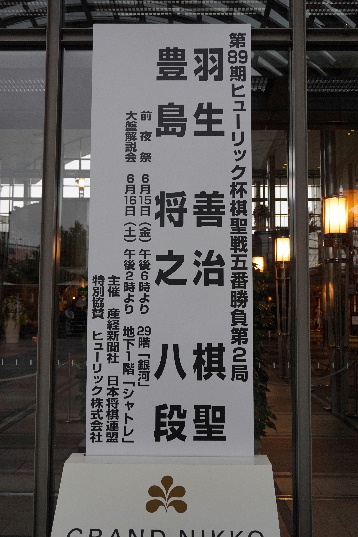 第89期ヒューリック杯棋聖戦五番勝負第2局
羽生 善治 棋聖
豊島 将之 八段
前夜祭 6月15日(金)午後6時より 29階「銀河」
大盤解説会 6月16日(土)午後2時より 地下1階「シャトレ」
主催 産経新聞社 日本将棋連盟
特別協賛 ヒューリック株式会社
GRAND NIKKO